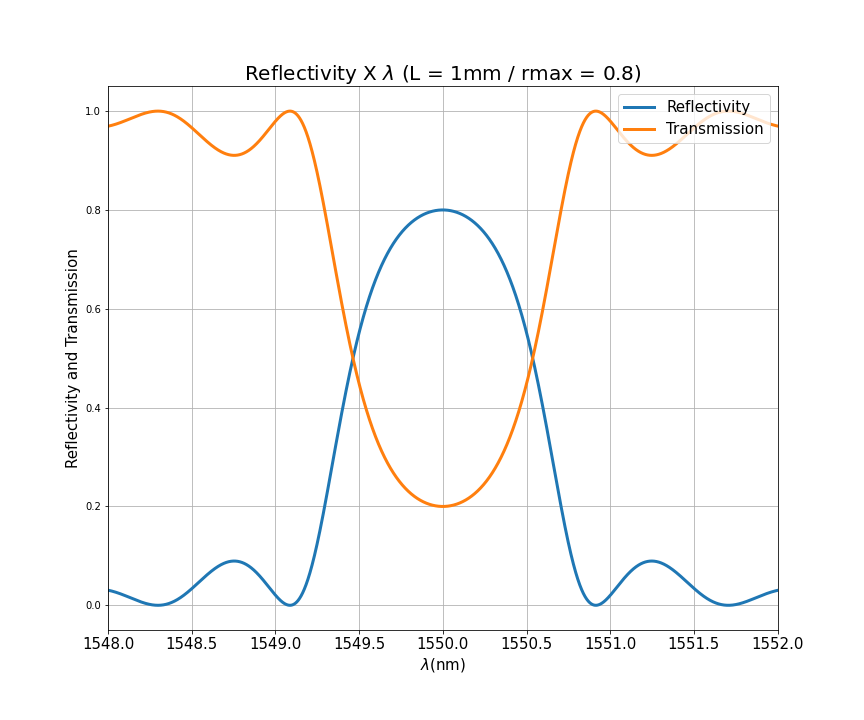 Reflectivity X λ (L = 1mm / rmax = 0.8)
Reflectivity
Transmission
Reflectivity and Transmission
1.0
0.8
0.6
0.4
0.2
0.0
1548.0 1548.5 1549.0 1549.5 1550.0 1550.5 1551.0 1551.5 1552.0
λ(nm)